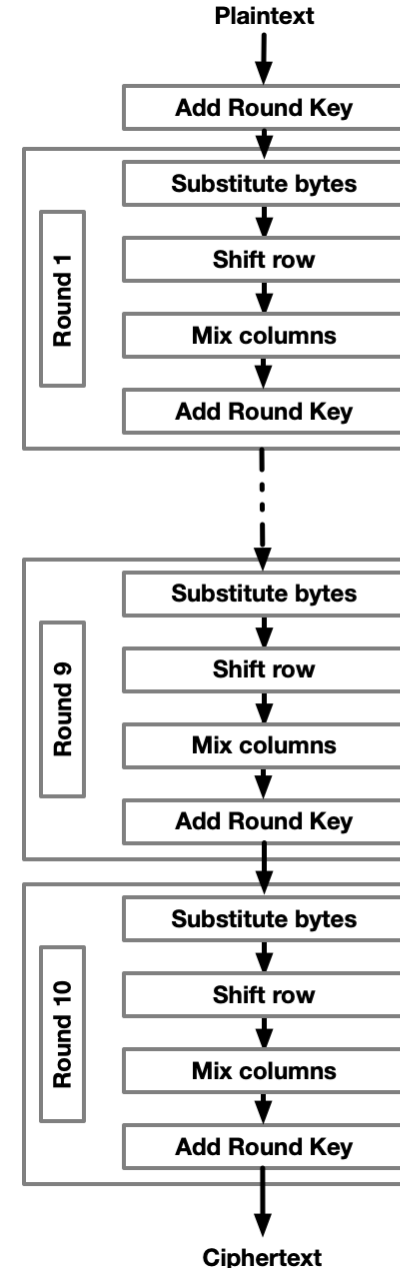 Plaintext
Add Round Key
Round 1
Substitute bytes
Shift row
Mix columns
Add Round Key
Round 9
Substitute bytes
Shift row
Mix columns
Add Round Key
Round 10
Substitute bytes
Shift row
Mix columns
Add Round Key
Ciphertext